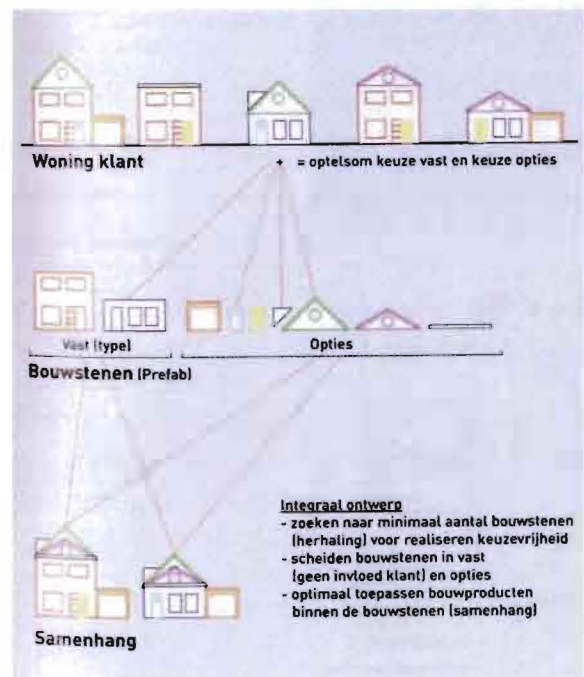 Woning klant
+ = optelsom keuze vast en keuze opties
Vast (type)
Opties
Bouwstenen (Prefab)
Integraal ontwerp
- zoeken naar minimaal aantal bouwstenen
(herhaling) voor realiseren keuzevrijheid
- scheiden bouwstenen in vast
(geen invloed klant) en opties
- optimaal toepassen bouwproducten
binnen de bouwstenen (samenhang)
Samenhang